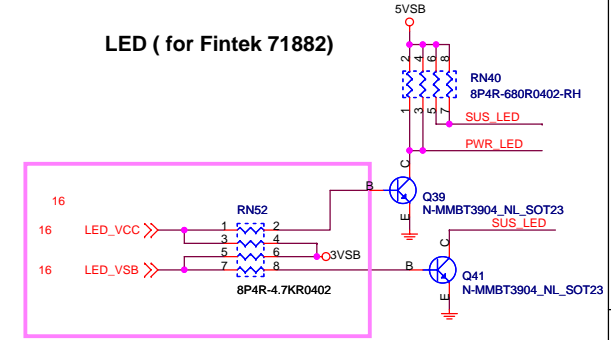 5VSB
LED ( for Fintek 71882)
2 4 6 8
RN40
8P4R-680R0402-RH
1 3 5 7
SUS_LED
PWR_LED
C
16
B
Q39
RN52
E
N-MMBT3904_NL_SOT23
16 LED_VCC 1 2
SUS_LED
3 4
C
5 6 3VSB
16 LED_VSB 7 8
B
Q41
8P4R-4.7KR0402
E
N-MMBT3904_NL_SOT23